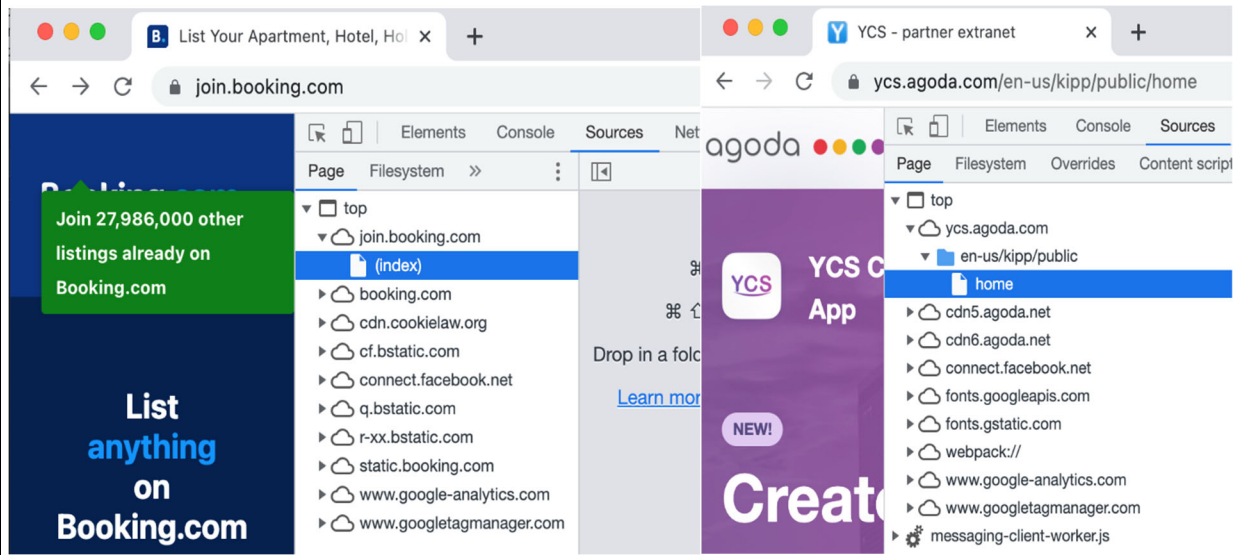 B. List Your Apartment, Hotel, Hol
join.booking.com
Elements Console Sources Net
Page Filesystem »
top
join.booking.com
(index)
booking.com
cdn.cookielaw.org
cf.bstatic.com
connect.facebook.net
q.bstatic.com
r-xx.bstatic.com
static.booking.com
www.google-analytics.com
www.googletagmanager.com
Booking.com
Join 27,986,000 other
listings already on
Booking.com
List
anything
on
Booking.com
⌘
⌘
Drop in a fold
Learn mor
Y YCS - partner extranet
ycs.agoda.com/en-us/kipp/public/home
agoda
Elements Console Sources
Page Filesystem Overrides Content script
top
ycs.agoda.com
en-us/kipp/public
home
cdn5.agoda.net
cdn6.agoda.net
connect.facebook.net
fonts.googleapis.com
fonts.gstatic.com
webpack://
www.google-analytics.com
www.googletagmanager.com
messaging-client-worker.js
YCS
YCS C
App
NEW!
Create